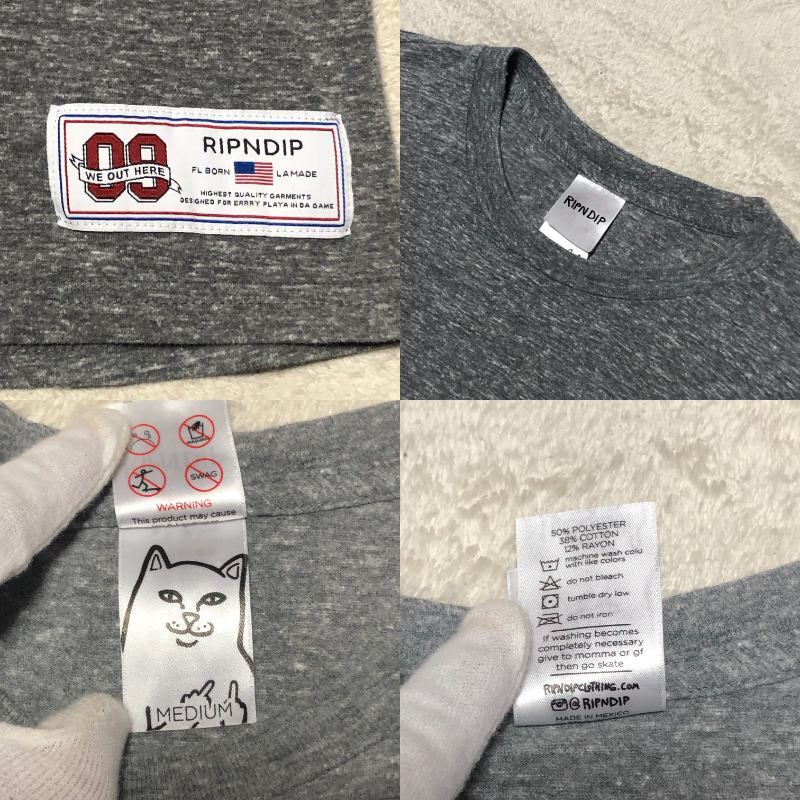 09
WE OUT HERE
RIPNDIP
FL BORN LA MADE
HIGHEST QUALITY GARMENTS
DESIGNED FOR ERRRY PLAYA IN DA GAME
RIPNDIP
SWAG
WARNING
This product may cause
MEDIUM
50% POLYESTER
38% COTTON
12% RAYON
machine wash cold
with like colors
do not bleach
tumble dry low
do not iron
If washing becomes
completely necessary
give to momma or gf
then go skate
RIPNDIPCLOTHING.COM
@RIPNDIP
MADE IN MEXICO